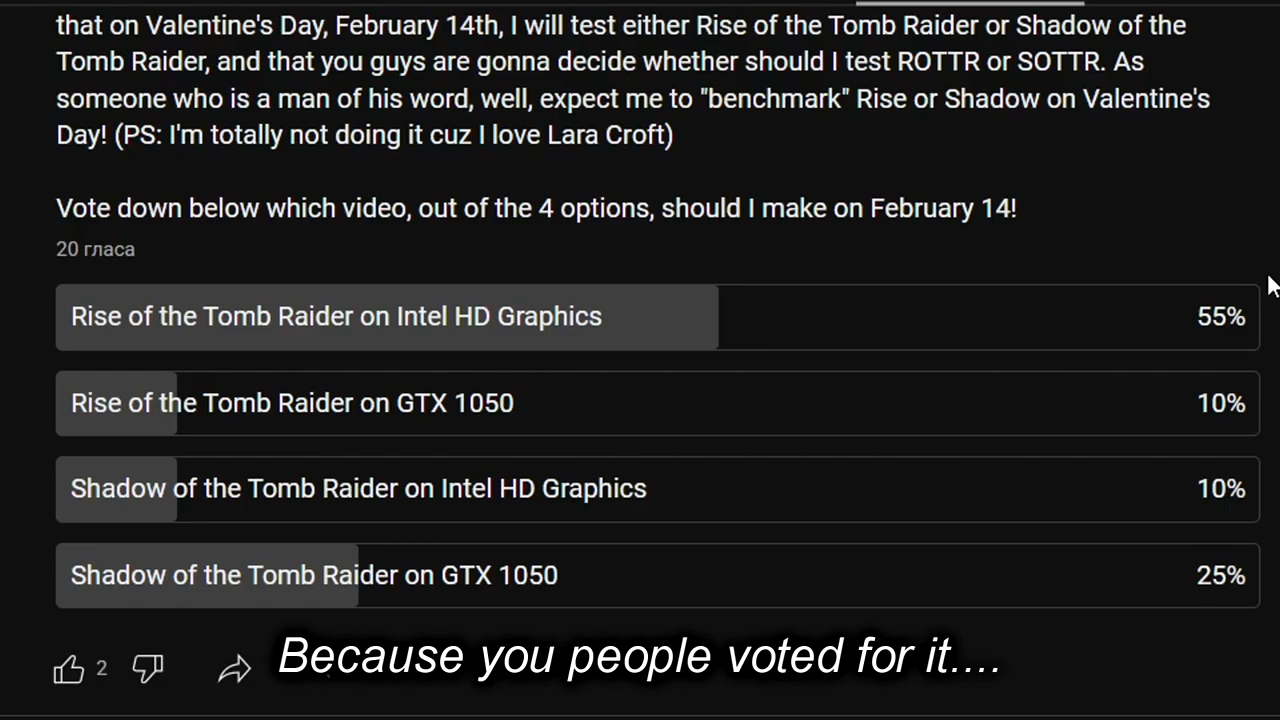 that on Valentine's Day, February 14th, I will test either Rise of the Tomb Raider or Shadow of the
Tomb Raider, and that you guys are gonna decide whether should I test ROTTR or SOTTR. As
someone who is a man of his word, well, expect me to "benchmark" Rise or Shadow on Valentine's
Day! (PS: I'm totally not doing it cuz I love Lara Croft)
Vote down below which video, out of the 4 options, should I make on February 14!
20 гласа
Rise of the Tomb Raider on Intel HD Graphics 55%
Rise of the Tomb Raider on GTX 1050 10%
Shadow of the Tomb Raider on Intel HD Graphics 10%
Shadow of the Tomb Raider on GTX 1050 25%
2
Because you people voted for it....